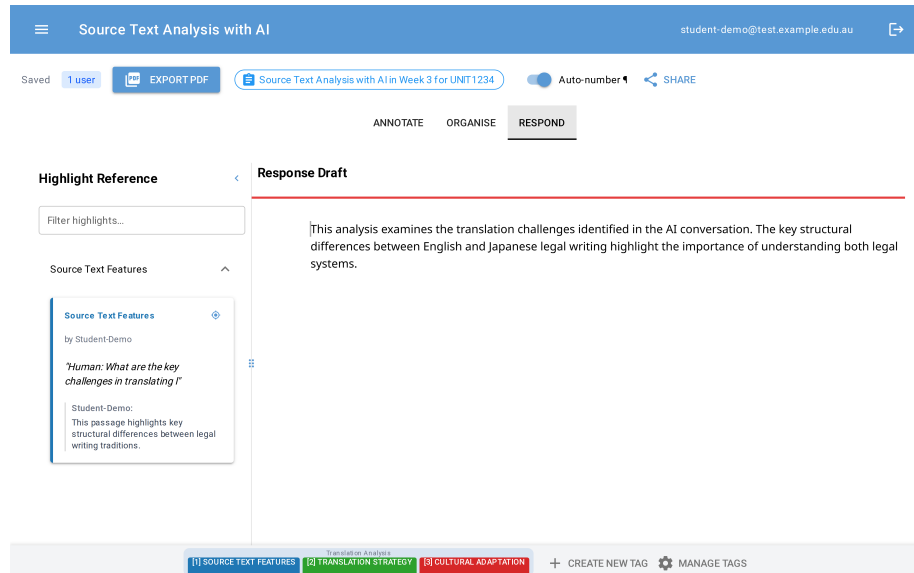 Source Text Analysis with AI
student-demo@test.example.edu.au
Saved
1 user
PDF
EXPORT PDF
Source Text Analysis with AI in Week 3 for UNIT1234
Auto-number ¶
SHARE
ANNOTATE
ORGANISE
RESPOND
Highlight Reference
Filter highlights...
Source Text Features
Source Text Features
by Student-Demo
"Human: What are the key
challenges in translating l"
Student-Demo:
This passage highlights key
structural differences between legal
writing traditions.
Response Draft
This analysis examines the translation challenges identified in the AI conversation. The key structural
differences between English and Japanese legal writing highlight the importance of understanding both legal
systems.
Translation Analysis
[1] SOURCE TEXT FEATURES
[2] TRANSLATION STRATEGY
[3] CULTURAL ADAPTATION
CREATE NEW TAG
MANAGE TAGS